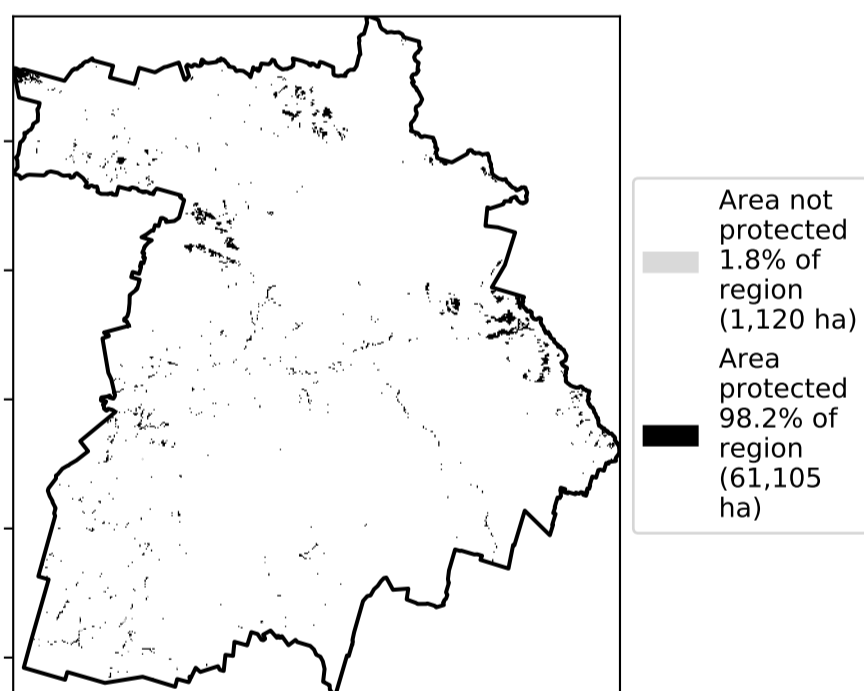 Area not
protected
1.8% of
region
(1,120 ha)
Area
protected
98.2% of
region
(61,105
ha)